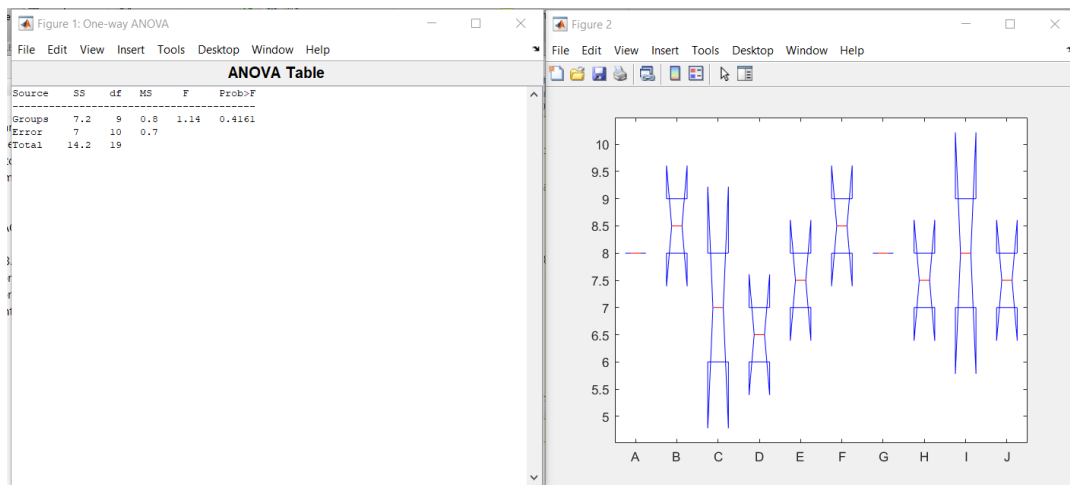 Figure 1: One-way ANOVA
File Edit View Insert Tools Desktop Window Help
ANOVA Table
Source SS df MS F Prob>F
Groups 7.2 9 0.8 1.14 0.4161
Error 7 10 0.7
Total 14.2 19
Figure 2
File Edit View Insert Tools Desktop Window Help
10
9.5
9
8.5
8
7.5
7
6.5
6
5.5
5
A B C D E F G H I J